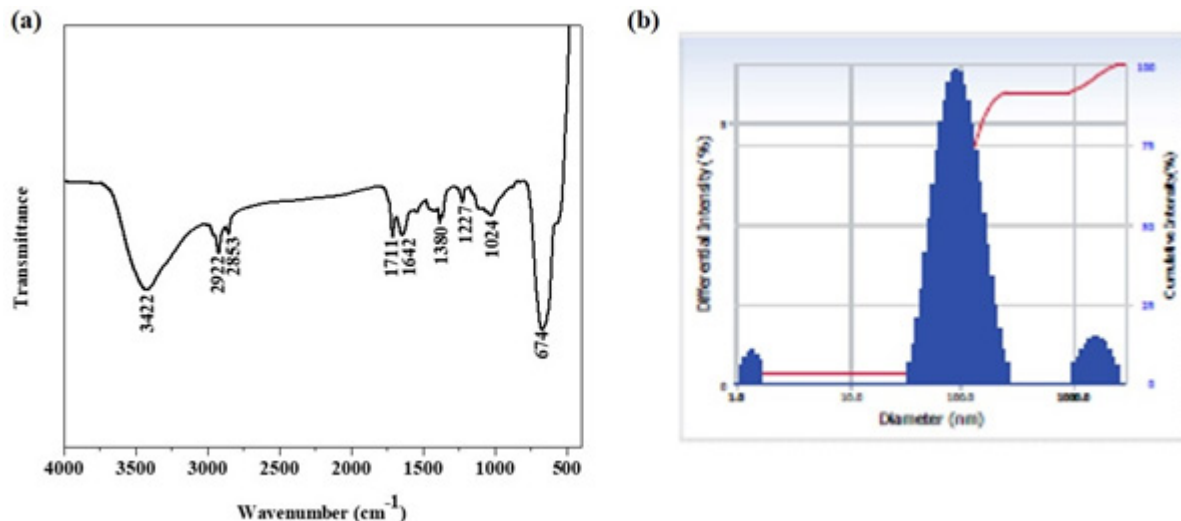 (a)
Transmittance
3422
2922
2853
1711
1642
1380
1227
1024
674
4000 3500 3000 2500 2000 1500 1000 500
Wavenumber (cm-1)
(b)
Differential Intensity (%)
5
0
100
75
25
0
Cumulative Intensity(%)
1.0 10.0 100.0 1000.0
Diameter (nm)